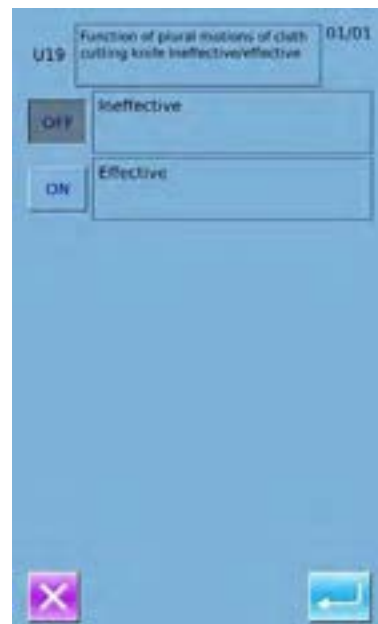 U19
Function of plural motions of cloth
cutting knife ineffective/effective
01/01
OFF
Ineffective
ON
Effective